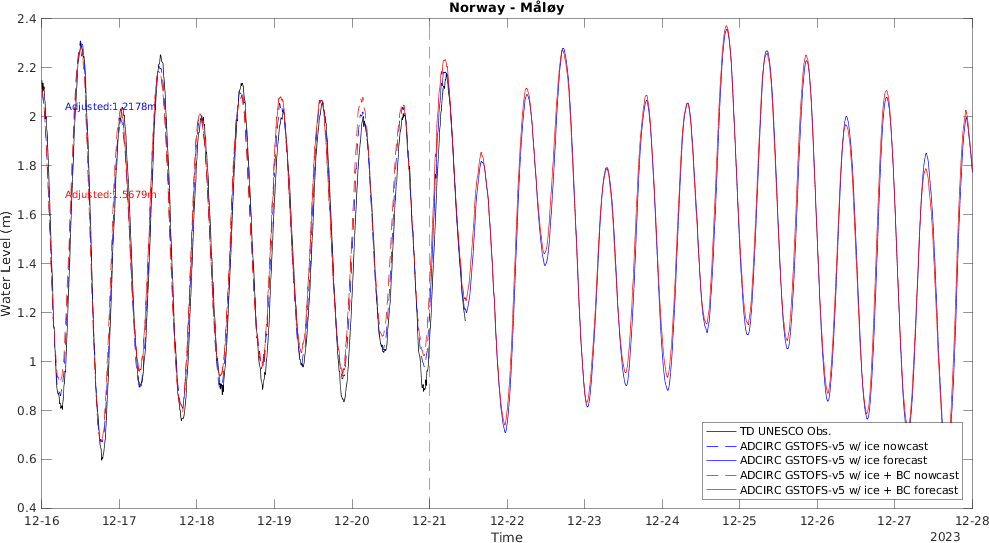 Norway - Måløy
2.4
2.2
2
1.8
1.6
1.4
1.2
1
0.8
0.6
0.4
Water Level (m)
Adjusted:1.2178m
Adjusted:1.5679m
TD UNESCO Obs.
ADCIRC GSTOFS-v5 w/ ice nowcast
ADCIRC GSTOFS-v5 w/ ice forecast
ADCIRC GSTOFS-v5 w/ ice + BC nowcast
ADCIRC GSTOFS-v5 w/ ice + BC forecast
12-16 12-17 12-18 12-19 12-20 12-21 12-22 12-23 12-24 12-25 12-26 12-27 12-28
Time
2023